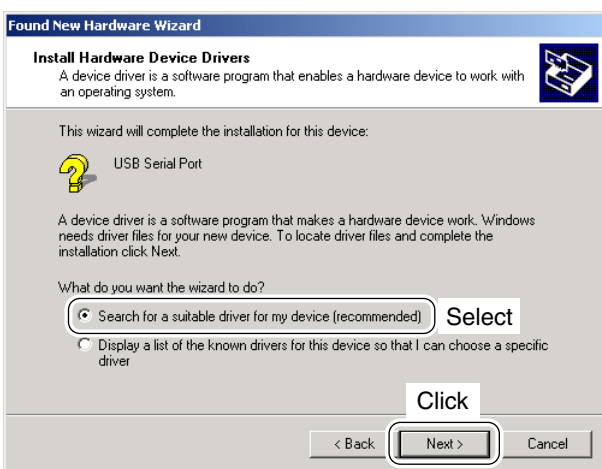 Found New Hardware Wizard
Install Hardware Device Drivers
A device driver is a software program that enables a hardware device to work with
an operating system.
This wizard will complete the installation for this device:
USB Serial Port
A device driver is a software program that makes a hardware device work. Windows
needs driver files for your new device. To locate driver files and complete the
installation click Next.
What do you want the wizard to do?
Search for a suitable driver for my device (recommended) Select
Display a list of the known drivers for this device so that I can choose a specific
driver
Click
< Back Next > Cancel